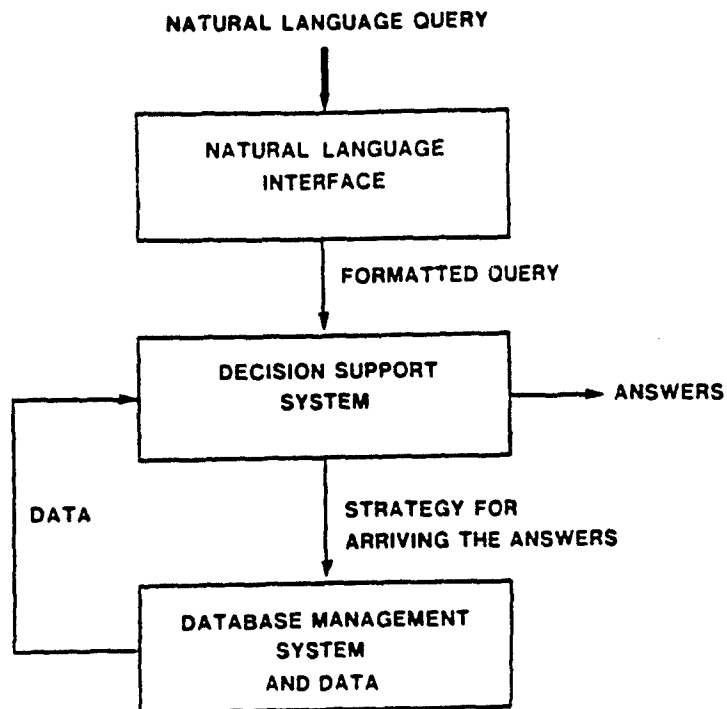 NATURAL LANGUAGE QUERY
NATURAL LANGUAGE
INTERFACE
FORMATTED QUERY
DECISION SUPPORT
SYSTEM
ANSWERS
DATA
STRATEGY FOR
ARRIVING THE ANSWERS
DATABASE MANAGEMENT
SYSTEM
AND DATA